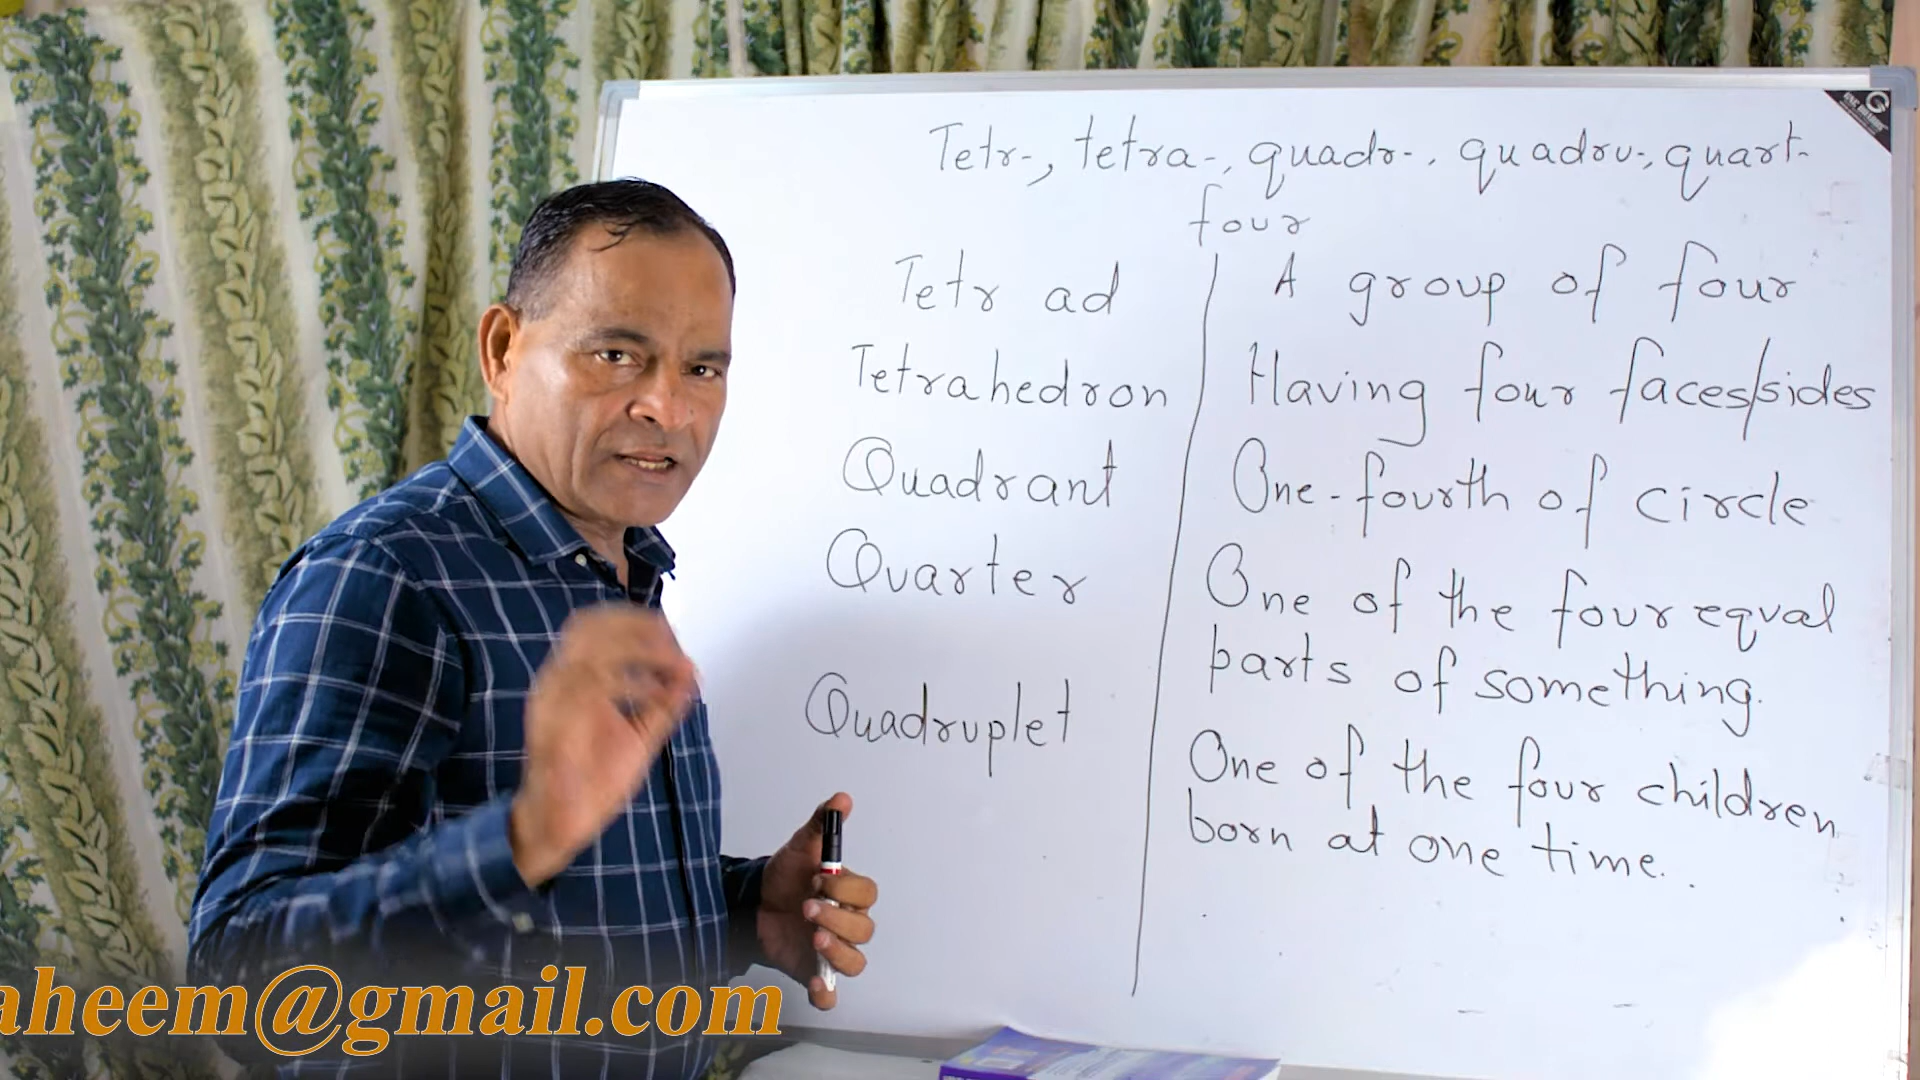 Tetr-, tetra-, quadr-, quadru-, quart-
four
Tetr ad
A group of four
Tetrahedron
Having four faces/sides
Quadrant
One-fourth of circle
Quarter
One of the four equal
parts of something.
Quadruplet
One of the four children
born at one time.
aheem@gmail.com